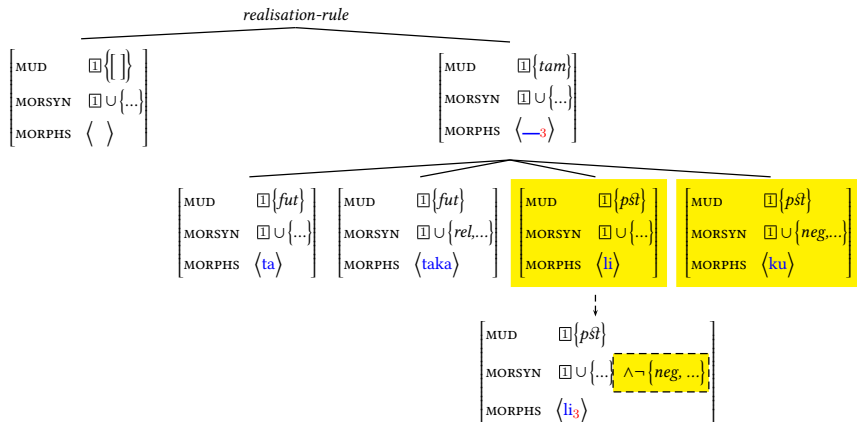 realisation-rule
MUD 1 {[ ]}
MORSYN 1 ∪ {...}
MORPHS ⟨ ⟩
MUD 1 {tam}
MORSYN 1 ∪ {...}
MORPHS ⟨__3⟩
MUD 1 {fut}
MORSYN 1 ∪ {...}
MORPHS ⟨ta⟩
MUD 1 {fut}
MORSYN 1 ∪ {rel,...}
MORPHS ⟨taka⟩
MUD 1 {pst}
MORSYN 1 ∪ {...}
MORPHS ⟨li⟩
MUD 1 {pst}
MORSYN 1 ∪ {neg,...}
MORPHS ⟨ku⟩
MUD 1 {pst}
MORSYN 1 ∪ {...} ∧¬ {neg, ...}
MORPHS ⟨li₃⟩